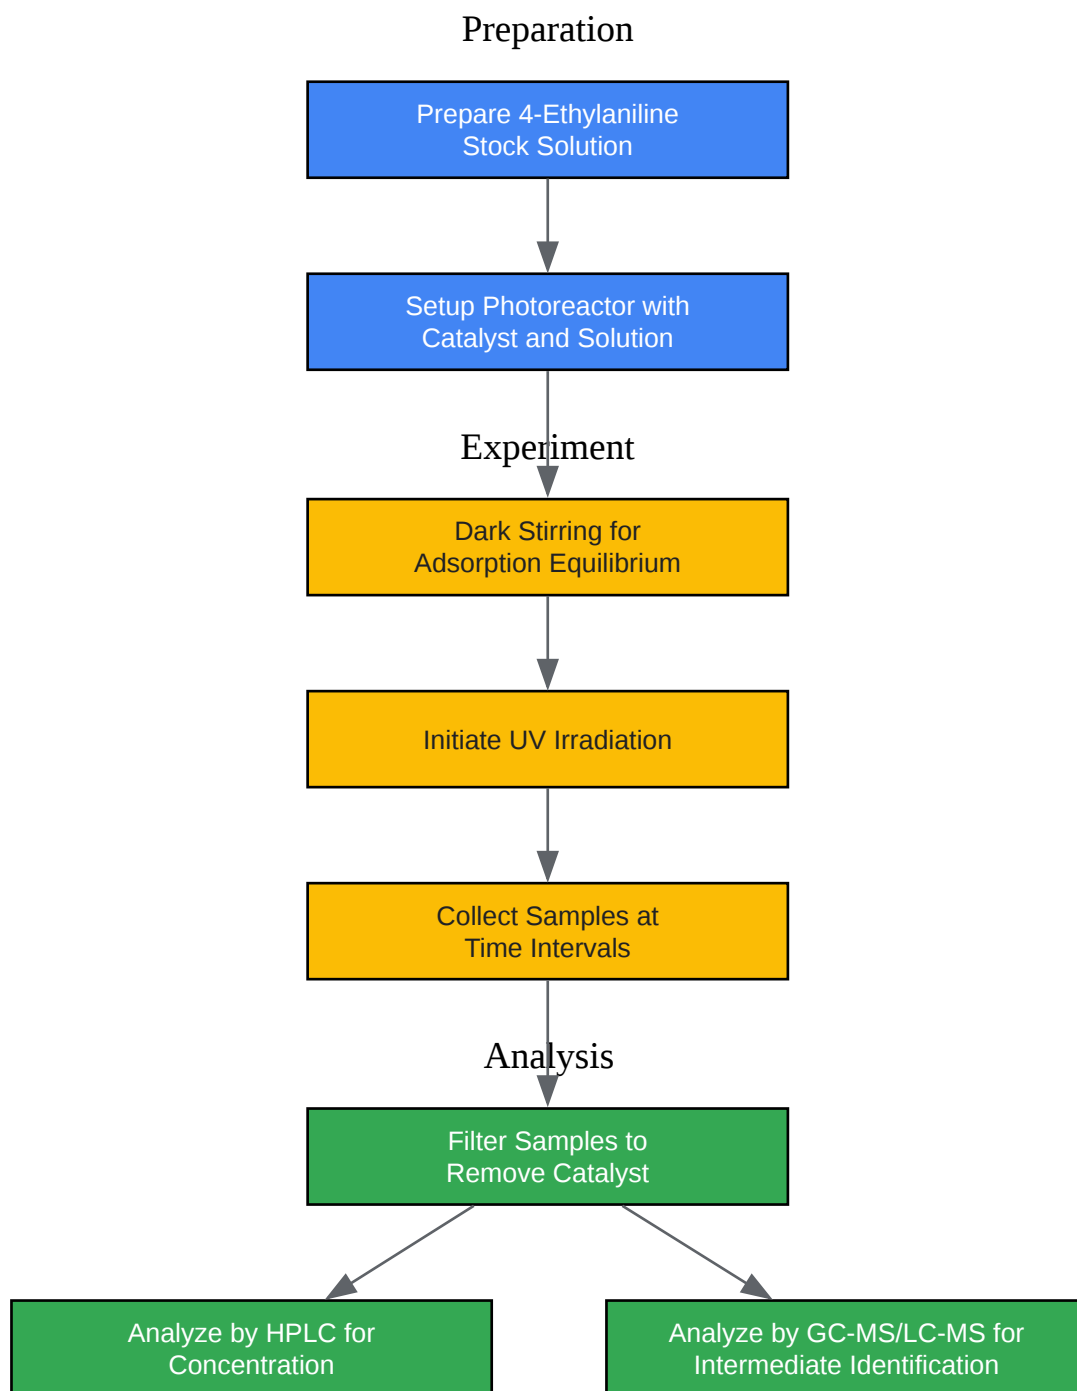 Preparation
Prepare 4-Ethylaniline
Stock Solution
Setup Photoreactor with
Catalyst and Solution
Experiment
Dark Stirring for
Adsorption Equilibrium
Initiate UV Irradiation
Collect Samples at
Time Intervals
Analysis
Filter Samples to
Remove Catalyst
Analyze by HPLC for
Concentration
Analyze by GC-MS/LC-MS for
Intermediate Identification